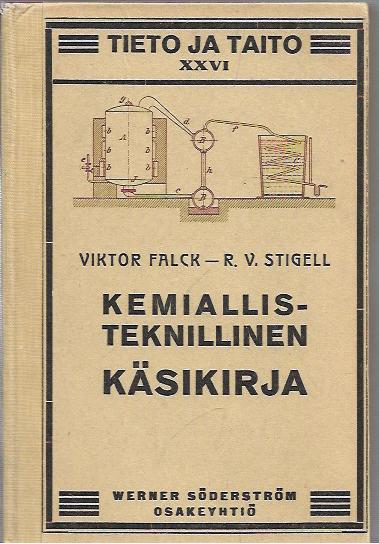 TIETO JA TAITO
XXVI
g
d
f
A
B
b b
b b
b b
e
h
C
J
c
B
VIKTOR FALCK — R. V. STIGELL
KEMIALLIS-
TEKNILLINEN
KÄSIKIRJA
WERNER SÖDERSTRÖM
OSAKEYHTIÖ